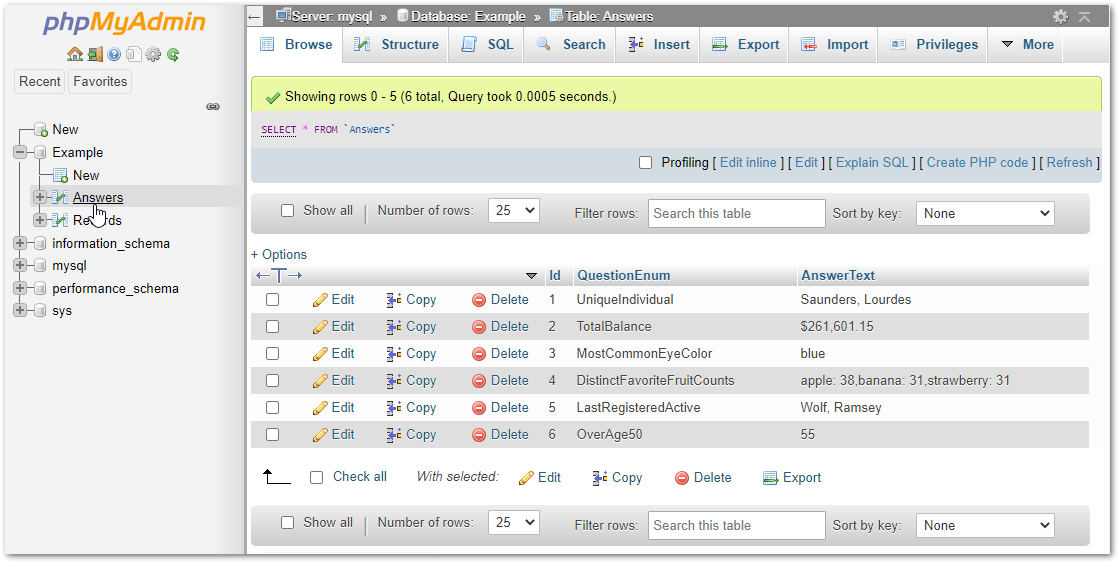 phpMyAdmin
Recent Favorites
New
Example
New
Answers
information_schema
mysql
performance_schema
sys
Server: mysql » Database: Example » Table: Answers
Browse Structure SQL Search Insert Export Import Privileges More
Showing rows 0 - 5 (6 total, Query took 0.0005 seconds.)
SELECT * FROM `Answers`
Profiling [ Edit inline ] [ Edit ] [ Explain SQL ] [ Create PHP code ] [ Refresh ]
Show all Number of rows: 25 Filter rows: Search this table Sort by key: None
+ Options
←T→ Id QuestionEnum AnswerText
Edit Copy Delete 1 UniqueIndividual Saunders, Lourdes
Edit Copy Delete 2 TotalBalance $261,601.15
Edit Copy Delete 3 MostCommonEyeColor blue
Edit Copy Delete 4 DistinctFavoriteFruitCounts apple: 38,banana: 31,strawberry: 31
Edit Copy Delete 5 LastRegisteredActive Wolf, Ramsey
Edit Copy Delete 6 OverAge50 55
Check all With selected: Edit Copy Delete Export
Show all Number of rows: 25 Filter rows: Search this table Sort by key: None